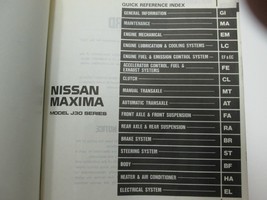 QUICK REFERENCE INDEX
GENERAL INFORMATION GI
MAINTENANCE MA
ENGINE MECHANICAL EM
ENGINE LUBRICATION & COOLING SYSTEMS LC
ENGINE FUEL & EMISSION CONTROL SYSTEM EF & EC
ACCELERATOR CONTROL, FUEL & EXHAUST SYSTEMS FE
CLUTCH CL
MANUAL TRANSAXLE MT
AUTOMATIC TRANSAXLE AT
FRONT AXLE & FRONT SUSPENSION FA
REAR AXLE & REAR SUSPENSION RA
BRAKE SYSTEM BR
STEERING SYSTEM ST
BODY BF
HEATER & AIR CONDITIONER HA
ELECTRICAL SYSTEM EL
NISSAN
MAXIMA
MODEL J30 SERIES